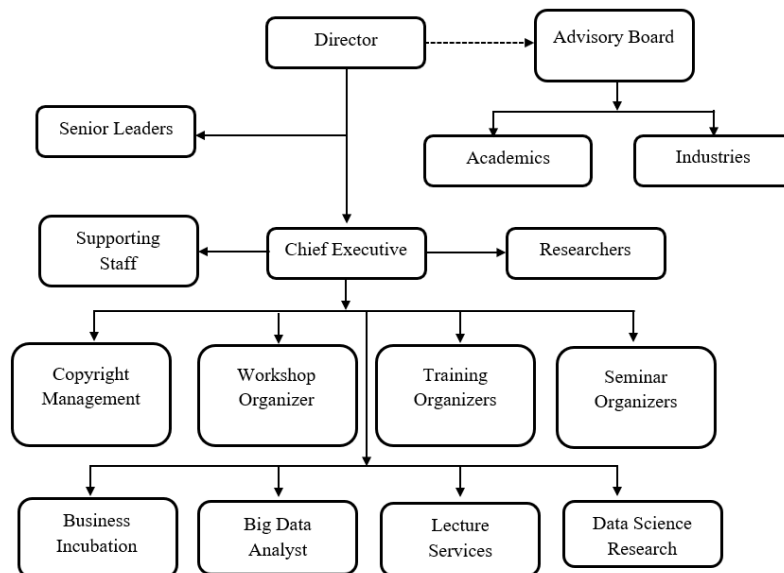 Director
Advisory Board
Senior Leaders
Academics
Industries
Supporting
Staff
Chief Executive
Researchers
Copyright
Management
Workshop
Organizer
Training
Organizers
Seminar
Organizers
Business
Incubation
Big Data
Analyst
Lecture
Services
Data Science
Research